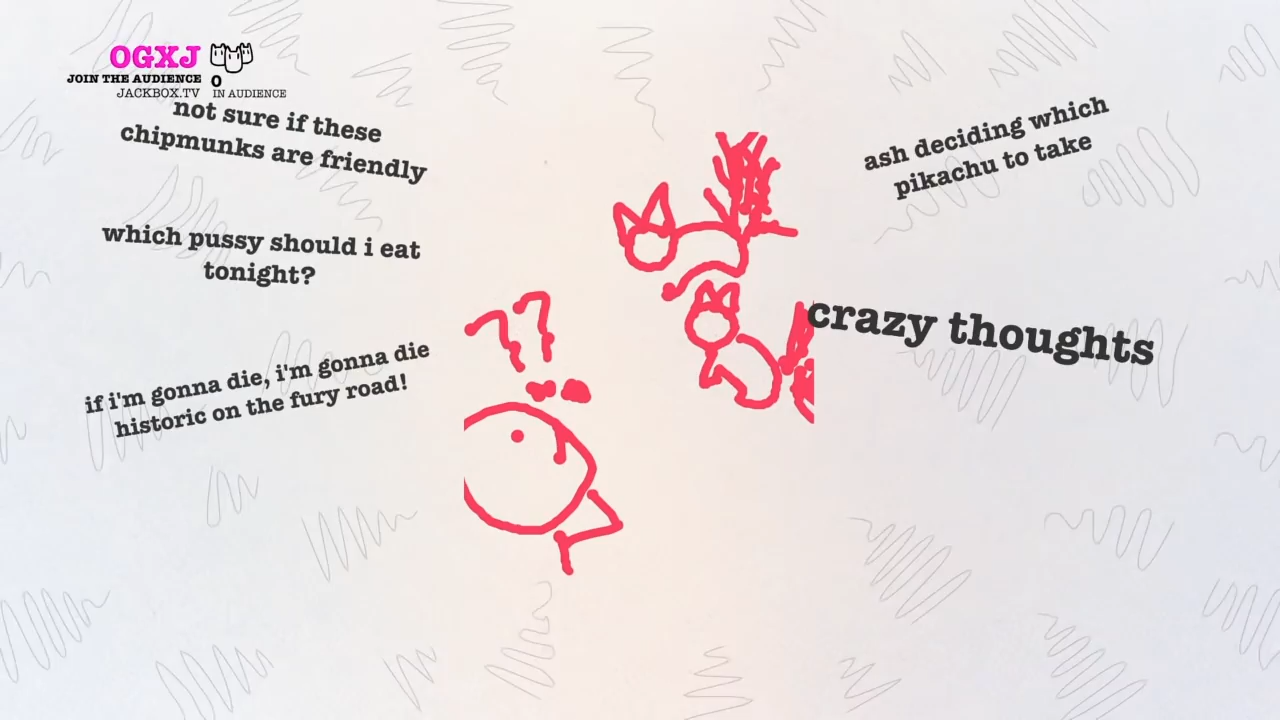 OGXJ
JOIN THE AUDIENCE
JACKBOX.TV
0
IN AUDIENCE
not sure if these
chipmunks are friendly
which pussy should i eat
tonight?
if i'm gonna die, i'm gonna die
historic on the fury road!
??
ash deciding which
pikachu to take
crazy thoughts